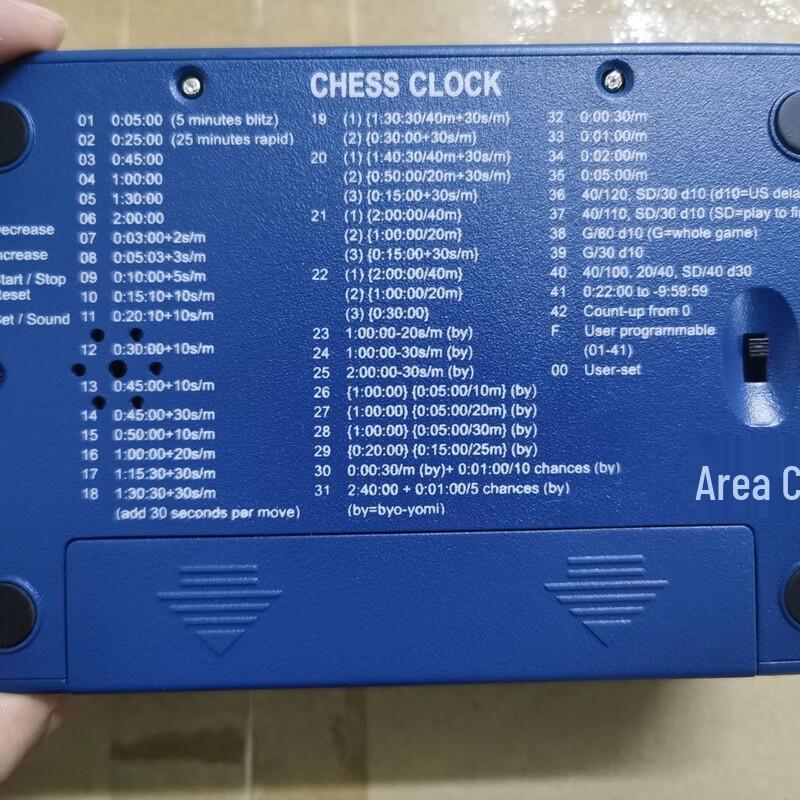 CHESS CLOCK
01 0:05:00 (5 minutes blitz)
02 0:25:00 (25 minutes rapid)
03 0:45:00
04 1:00:00
05 1:30:00
06 2:00:00
07 0:03:00+2s/m
08 0:05:03+3s/m
09 0:10:00+5s/m
10 0:15:10+10s/m
11 0:20:10+10s/m
12 0:30:00+10s/m
13 0:45:00+10s/m
14 0:45:00+30s/m
15 0:50:00+10s/m
16 1:00:00+20s/m
17 1:15:30+30s/m
18 1:30:30+30s/m
(add 30 seconds per move)
19 (1) {1:30:30/40m+30s/m}
(2) {0:30:00+30s/m}
20 (1) {1:40:30/40m+30s/m}
(2) {0:50:00/20m+30s/m}
(3) {0:15:00+30s/m}
21 (1) {2:00:00/40m}
(2) {1:00:00/20m}
(3) {0:15:00+30s/m}
22 (1) {2:00:00/40m}
(2) {1:00:00/20m}
(3) {0:30:00}
23 1:00:00-20s/m (by)
24 1:00:00-30s/m (by)
25 2:00:00-30s/m (by)
26 {1:00:00} {0:05:00/10m} (by)
27 {1:00:00} {0:05:00/20m} (by)
28 {1:00:00} {0:05:00/30m} (by)
29 {0:20:00} {0:15:00/25m} (by)
30 0:00:30/m (by)+ 0:01:00/10 chances (by)
31 2:40:00 + 0:01:00/5 chances (by)
(by=byo-yomi)
32 0:00:30/m
33 0:01:00/m
34 0:02:00/m
35 0:05:00/m
36 40/120, SD/30 d10 (d10=US dela
37 40/110, SD/30 d10 (SD=play to fi
38 G/80 d10 (G=whole game)
39 G/30 d10
40 40/100, 20/40, SD/40 d30
41 0:22:00 to -9:59:59
42 Count-up from 0
F User programmable
(01-41)
00 User-set
ecrease
ncrease
tart / Stop
eset
et / Sound
Area C